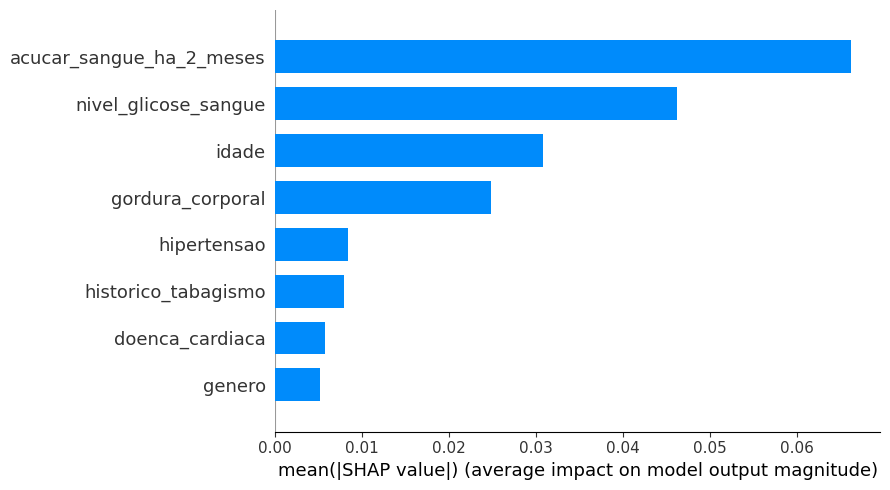 acucar_sangue_ha_2_meses
nivel_glicose_sangue
idade
gordura_corporal
hipertensao
historico_tabagismo
doenca_cardiaca
genero
0.00 0.01 0.02 0.03 0.04 0.05 0.06
mean(|SHAP value|) (average impact on model output magnitude)